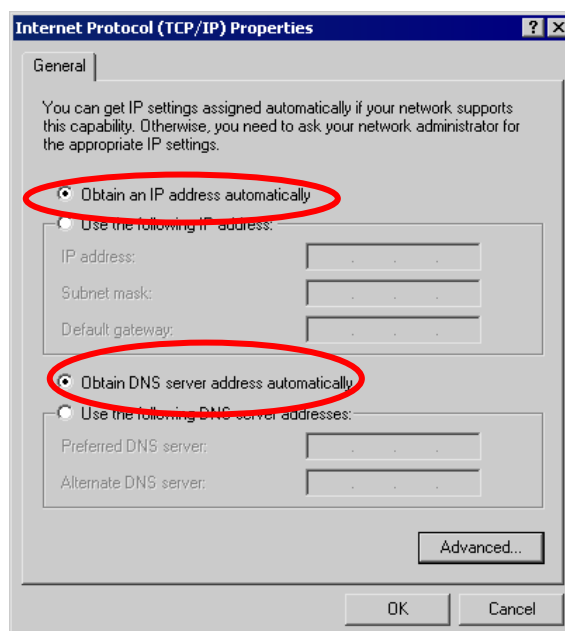 Internet Protocol (TCP/IP) Properties
General
You can get IP settings assigned automatically if your network supports
this capability. Otherwise, you need to ask your network administrator for
the appropriate IP settings.
Obtain an IP address automatically
Use the following IP address:
IP address:
Subnet mask:
Default gateway:
Obtain DNS server address automatically
Use the following DNS server addresses:
Preferred DNS server:
Alternate DNS server:
Advanced...
OK Cancel